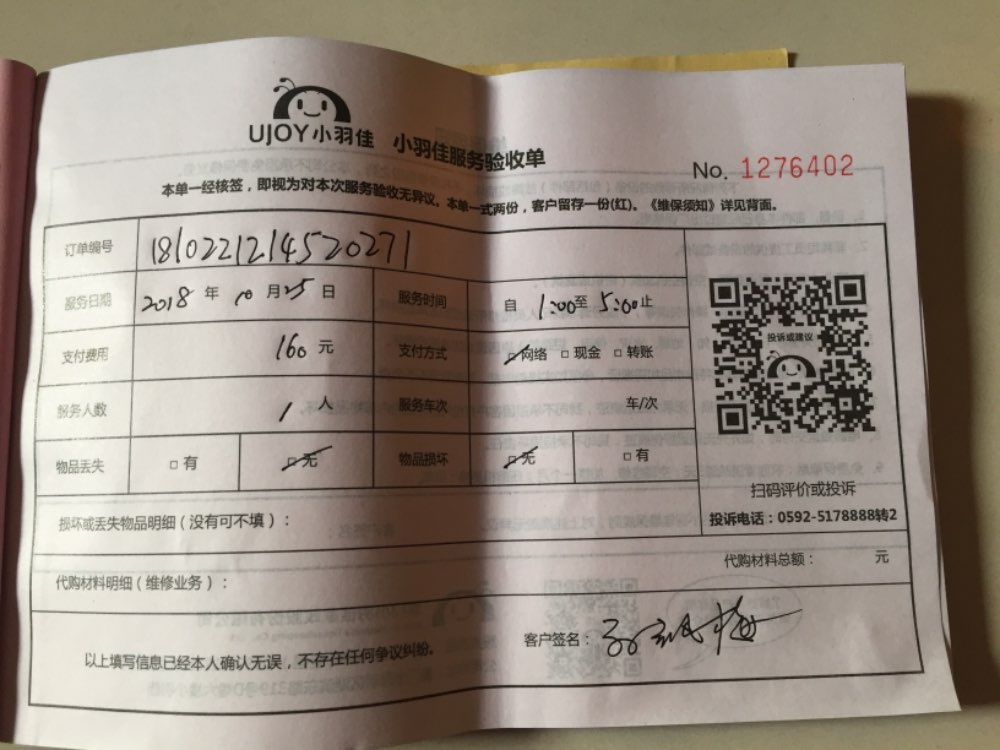 UJOY小羽佳 小羽佳服务验收单
No. 1276402
本单一经核签，即视为对本次服务验收无异议。本单一式两份，客户留存一份(红)。《维保须知》详见背面。
订单编号 1810221214520271
服务日期 2018 年 10 月 25 日 服务时间 自 1:00 至 5:00 止
支付费用 160 元 支付方式 网络 现金 转账
服务人数 1 人 服务车次 车/次
物品丢失 有 无 物品损坏 无 有
投诉或建议
扫码评价或投诉
投诉电话：0592-5178888转2
损坏或丢失物品明细（没有可不填）：
代购材料明细（维修业务）： 代购材料总额： 元
以上填写信息已经本人确认无误，不存在任何争议纠纷。 客户签名：